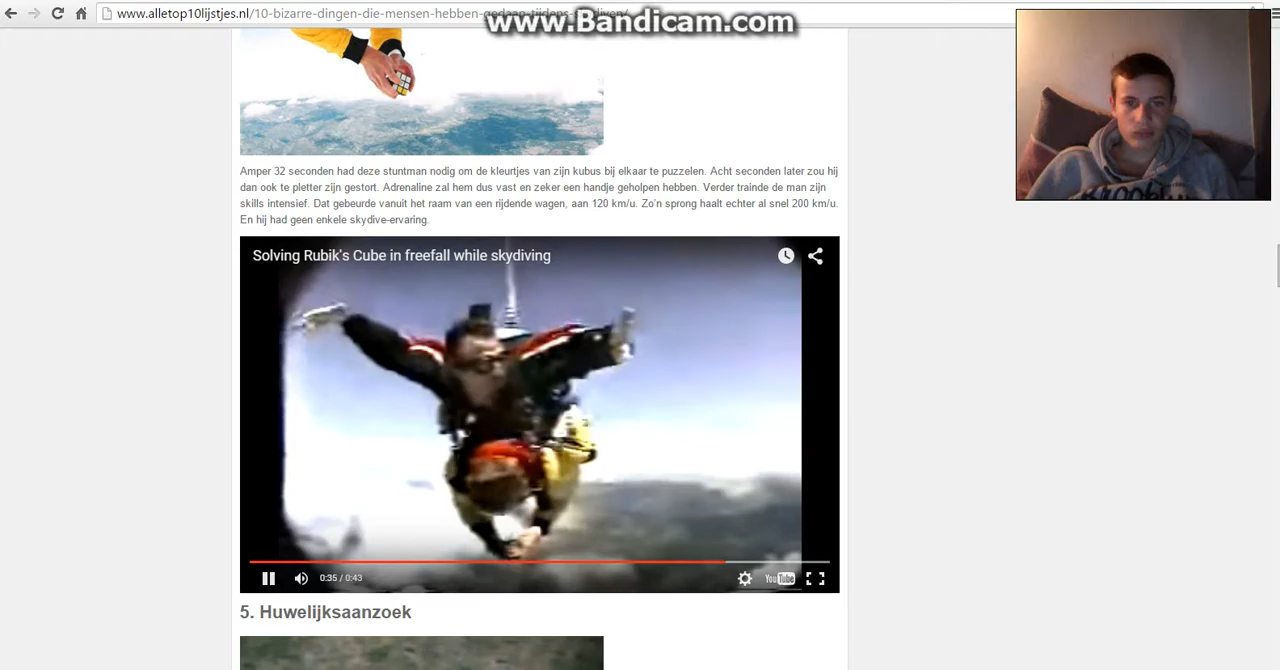 www.alletop10lijstjes.nl/10-bizarre-dingen-die-mensen-hebben-gedaan-tijdens-
www.Bandicam.com
Amper 32 seconden had deze stuntman nodig om de kleurtjes van zijn kubus bij elkaar te puzzelen. Acht seconden later zou hij
dan ook te pletter zijn gestort. Adrenaline zal hem dus vast en zeker een handje geholpen hebben. Verder trainde de man zijn
skills intensief. Dat gebeurde vanuit het raam van een rijdende wagen, aan 120 km/u. Zo'n sprong haalt echter al snel 200 km/u.
En hij had geen enkele skydive-ervaring.
Solving Rubik's Cube in freefall while skydiving
0:35 / 0:43
YouTube
5. Huwelijksaanzoek